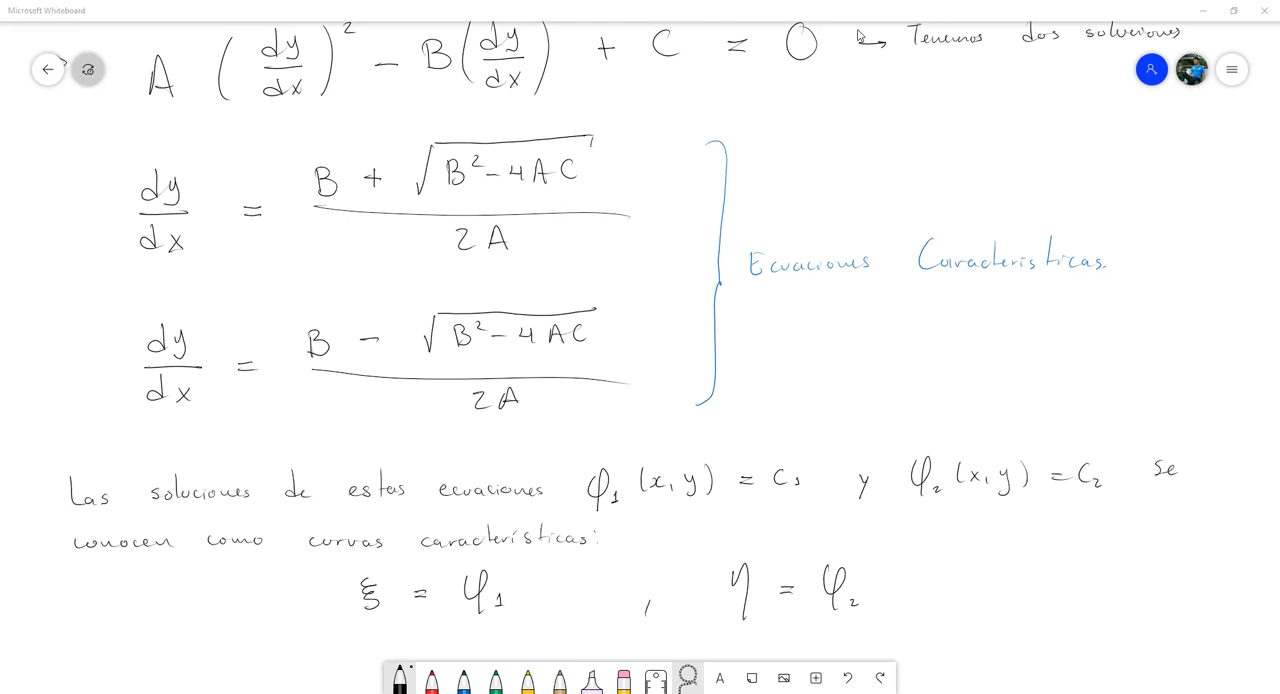 Microsoft Whiteboard
A (dy/dx)² - B(dy/dx) + C = 0 ↳ Tenemos dos soluciones
dy/dx = (B + √(B² - 4AC))/2A
Ecuaciones Características.
dy/dx = (B - √(B² - 4AC))/2A
Las soluciones de estas ecuaciones φ₁(x,y) = C₁ y φ₂(x,y) = C₂ se
conocen como curvas características:
ξ = φ₁ , η = φ₂
A